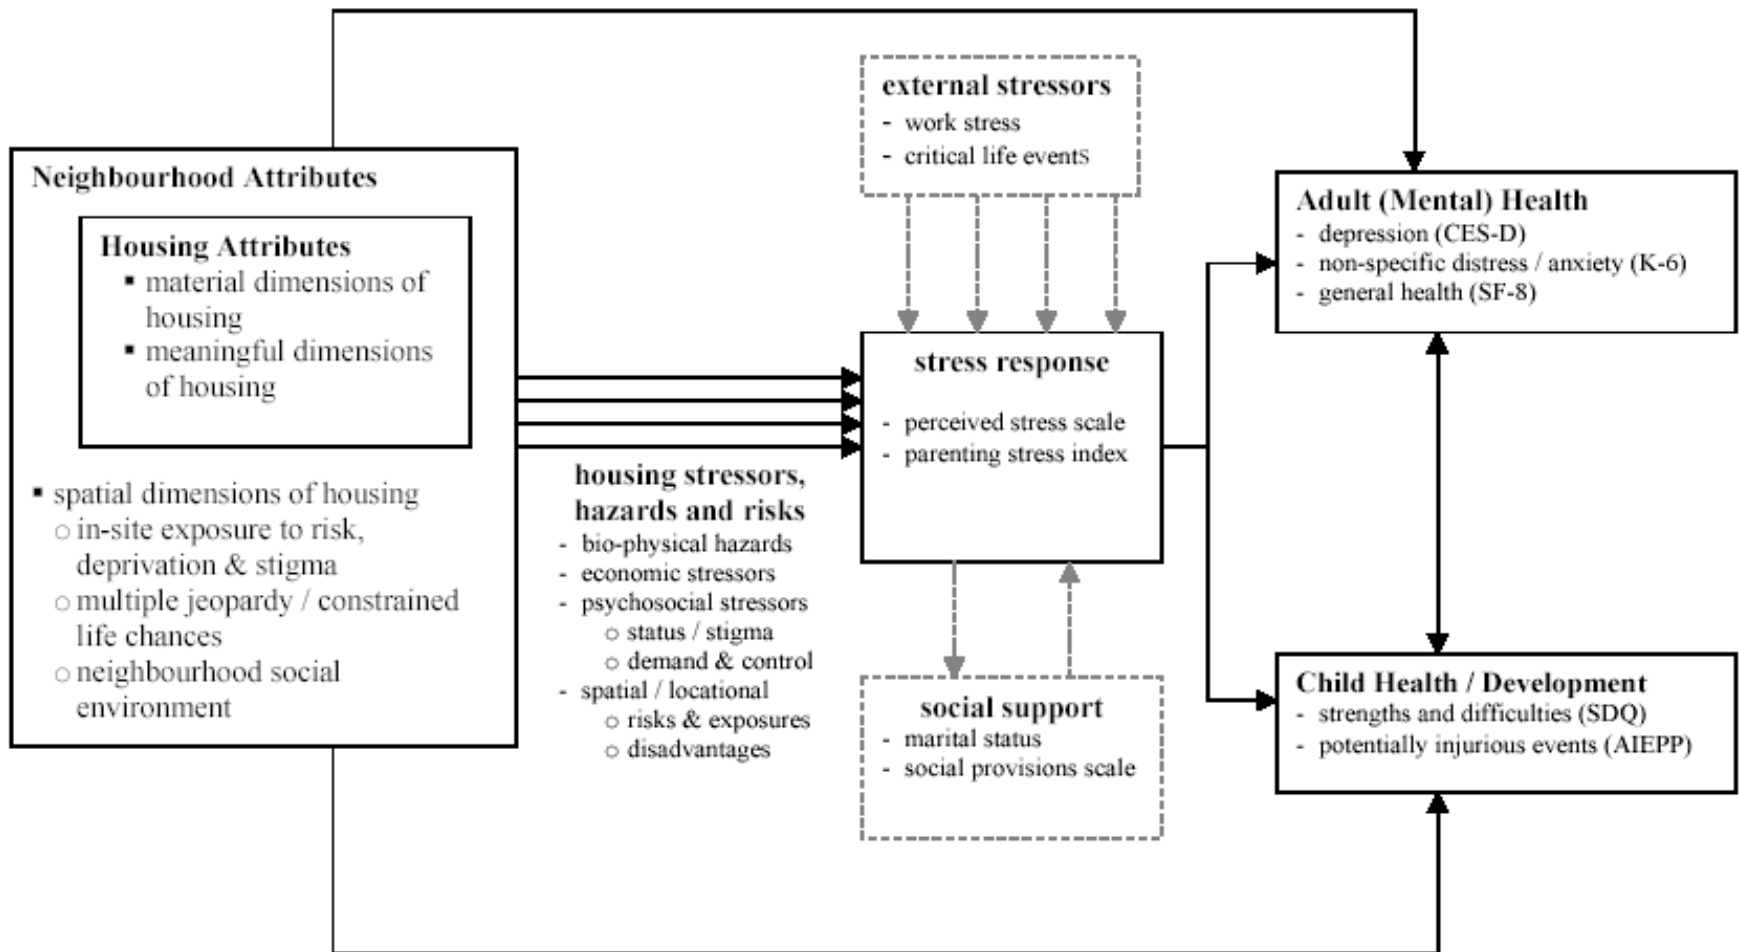 Neighbourhood Attributes
Housing Attributes
▪ material dimensions of
housing
▪ meaningful dimensions
of housing
▪ spatial dimensions of housing
○ in-site exposure to risk,
deprivation & stigma
○ multiple jeopardy / constrained
life chances
○ neighbourhood social
environment
housing stressors,
hazards and risks
- bio-physical hazards
- economic stressors
- psychosocial stressors
○ status / stigma
○ demand & control
- spatial / locational
○ risks & exposures
○ disadvantages
external stressors
- work stress
- critical life events
stress response
- perceived stress scale
- parenting stress index
social support
- marital status
- social provisions scale
Adult (Mental) Health
- depression (CES-D)
- non-specific distress / anxiety (K-6)
- general health (SF-8)
Child Health / Development
- strengths and difficulties (SDQ)
- potentially injurious events (AIEPP)